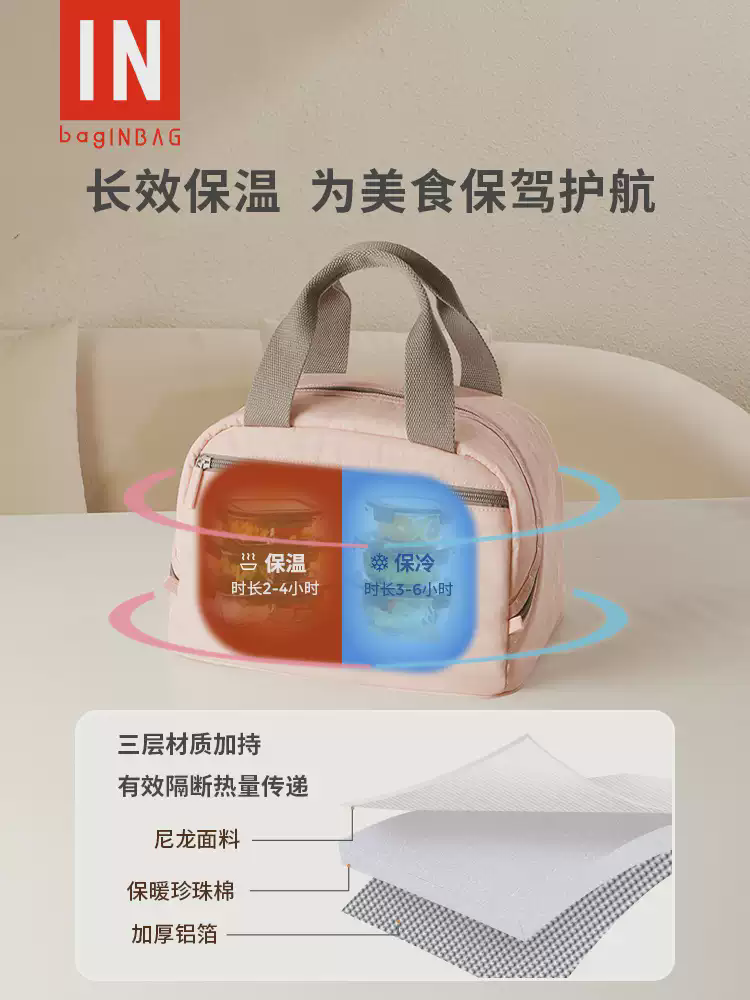 IN
bagINBAG
长效保温 为美食保驾护航
保温
时长2-4小时
保冷
时长3-6小时
三层材质加持
有效隔断热量传递
尼龙面料
保暖珍珠棉
加厚铝箔